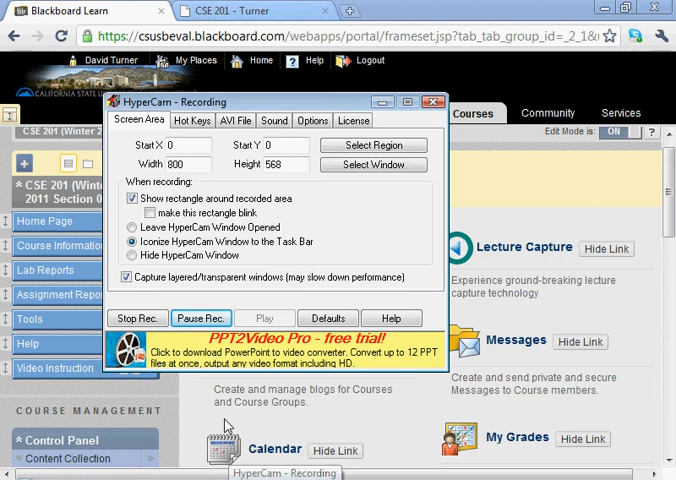 Blackboard Learn
CSE 201 - Turner
https://csusbeval.blackboard.com/webapps/portal/frameset.jsp?tab_tab_group_id=_2_1&
David Turner
My Places
Home
Help
Logout
CALIFORNIA STATE U
Courses
Community
Services
CSE 201 (Winter 2
Edit Mode is:
ON
?
CSE 201 (Wint
2011 Section 0
Home Page
Course Information
Lab Reports
Assignment Repo
Tools
Help
Video Instruction
COURSE MANAGEMENT
Control Panel
Content Collection
HyperCam - Recording
Screen Area
Hot Keys
AVI File
Sound
Options
License
Start X 0
Start Y 0
Select Region
Width 800
Height 568
Select Window
When recording:
Show rectangle around recorded area
make this rectangle blink
Leave HyperCam Window Opened
Iconize HyperCam Window to the Task Bar
Hide HyperCam Window
Capture layered/transparent windows (may slow down performance)
Stop Rec.
Pause Rec.
Play
Defaults
Help
PPT2Video Pro - free trial!
Click to download PowerPoint to video converter. Convert up to 12 PPT
files at once, output any video format including HD.
Lecture Capture
Hide Link
Experience ground-breaking lecture
capture technology
Messages
Hide Link
Create and send private and secure
Messages to Course members.
Create and manage blogs for Courses
and Course Groups.
Calendar
Hide Link
My Grades
Hide Link
HyperCam - Recording